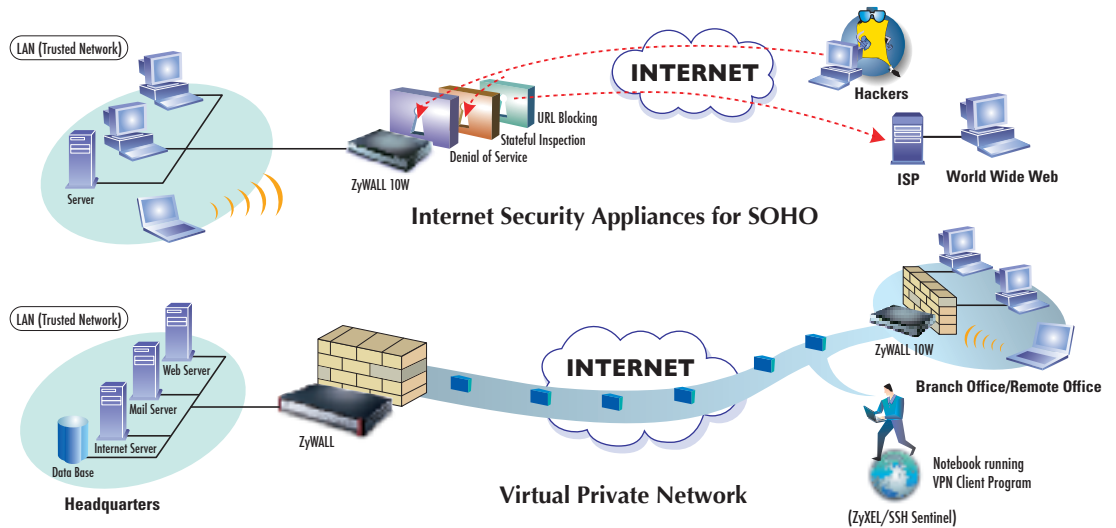 LAN (Trusted Network)
INTERNET
Hackers
URL Blocking
Stateful Inspection
Denial of Service
ZyWALL 10W
Server
ISP
World Wide Web
Internet Security Appliances for SOHO
LAN (Trusted Network)
Web Server
Mail Server
Internet Server
Data Base
Headquarters
ZyWALL
INTERNET
ZyWALL 10W
Branch Office/Remote Office
Notebook running
VPN Client Program
(ZyXEL/SSH Sentinel)
Virtual Private Network